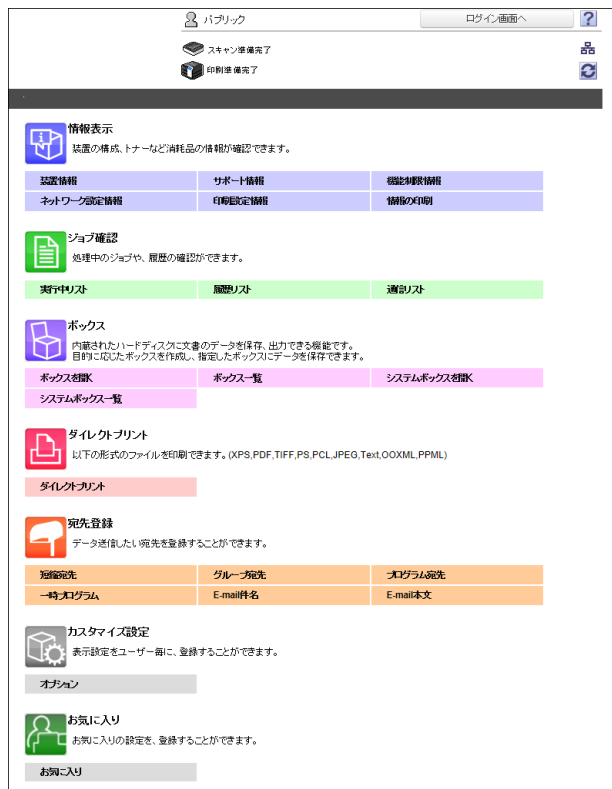 パブリック
ログイン画面へ
?
スキャン準備完了
印刷準備完了
情報表示
装置の構成、トナーなど消耗品の情報が確認できます。
装置情報 サポート情報 機能制限情報
ネットワーク設定情報 印刷設定情報 情報の印刷
ジョブ確認
処理中のジョブや、履歴の確認ができます。
実行中リスト 履歴リスト 通信リスト
ボックス
内蔵されたハードディスクに文書のデータを保存、出力できる機能です。
目的に応じたボックスを作成し、指定したボックスにデータを保存できます。
ボックスを開く ボックス一覧 システムボックスを開く
システムボックス一覧
ダイレクトプリント
以下の形式のファイルを印刷できます。(XPS,PDF,TIFF,PS,PCL,JPEG,Text,OOXML,PPML)
ダイレクトプリント
宛先登録
データ送信したい宛先を登録することができます。
短縮宛先 グループ宛先 プログラム宛先
一時プログラム E-mail件名 E-mail本文
カスタマイズ設定
表示設定をユーザー毎に、登録することができます。
オプション
お気に入り
お気に入りの設定を、登録することができます。
お気に入り